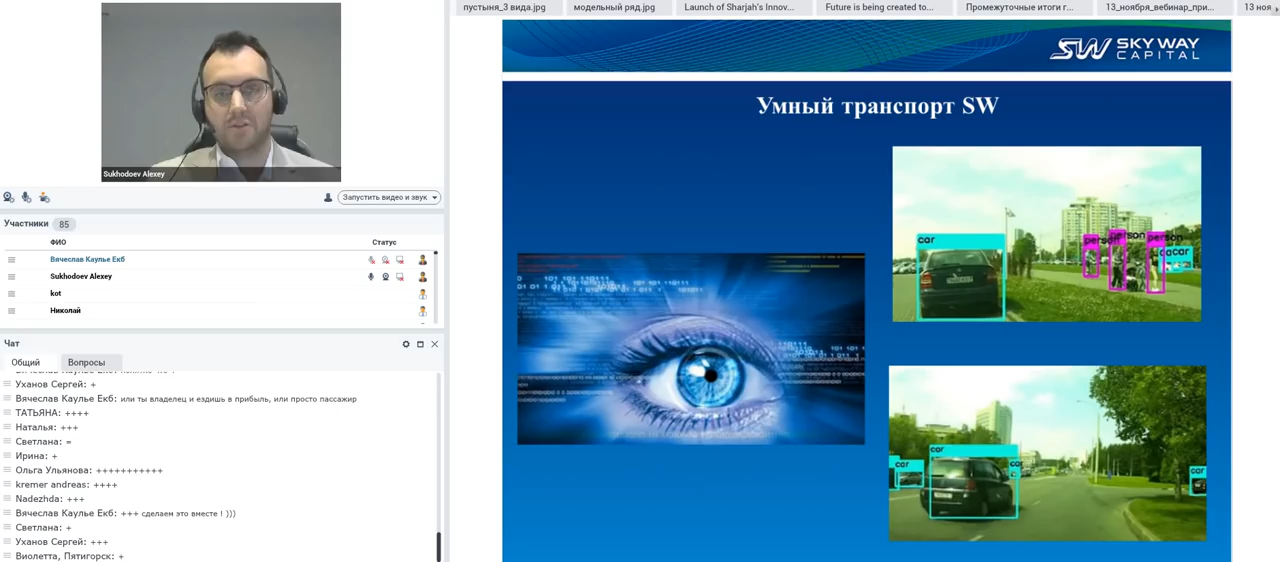 пустыня_3 вида.jpg
модельный ряд.jpg
Launch of Sharjah's Innov...
Future is being created to...
Промежуточные итоги г...
13_ноября_вебинар_при...
13 ноя
SW SKY WAY
CAPITAL
Умный транспорт SW
Sukhodoev Alexey
Запустить видео и звук
Участники 85
ФИО Статус
Вячеслав Каулье Екб
Sukhodoev Alexey
kot
Николай
Чат
Общий Вопросы
Уханов Сергей: +
Вячеслав Каулье Екб: или ты владелец и ездишь в прибыль, или просто пассажир
ТАТЬЯНА: ++++
Наталья: +++
Светлана: =
Ирина: +
Ольга Ульянова: +++++++++++
kremer andreas: ++++
Nadezhda: +++
Вячеслав Каулье Екб: +++ сделаем это вместе ! )))
Светлана: +
Уханов Сергей: +++
Виолетта, Пятигорск: +
car
person
person
person
car
car
car
car
car